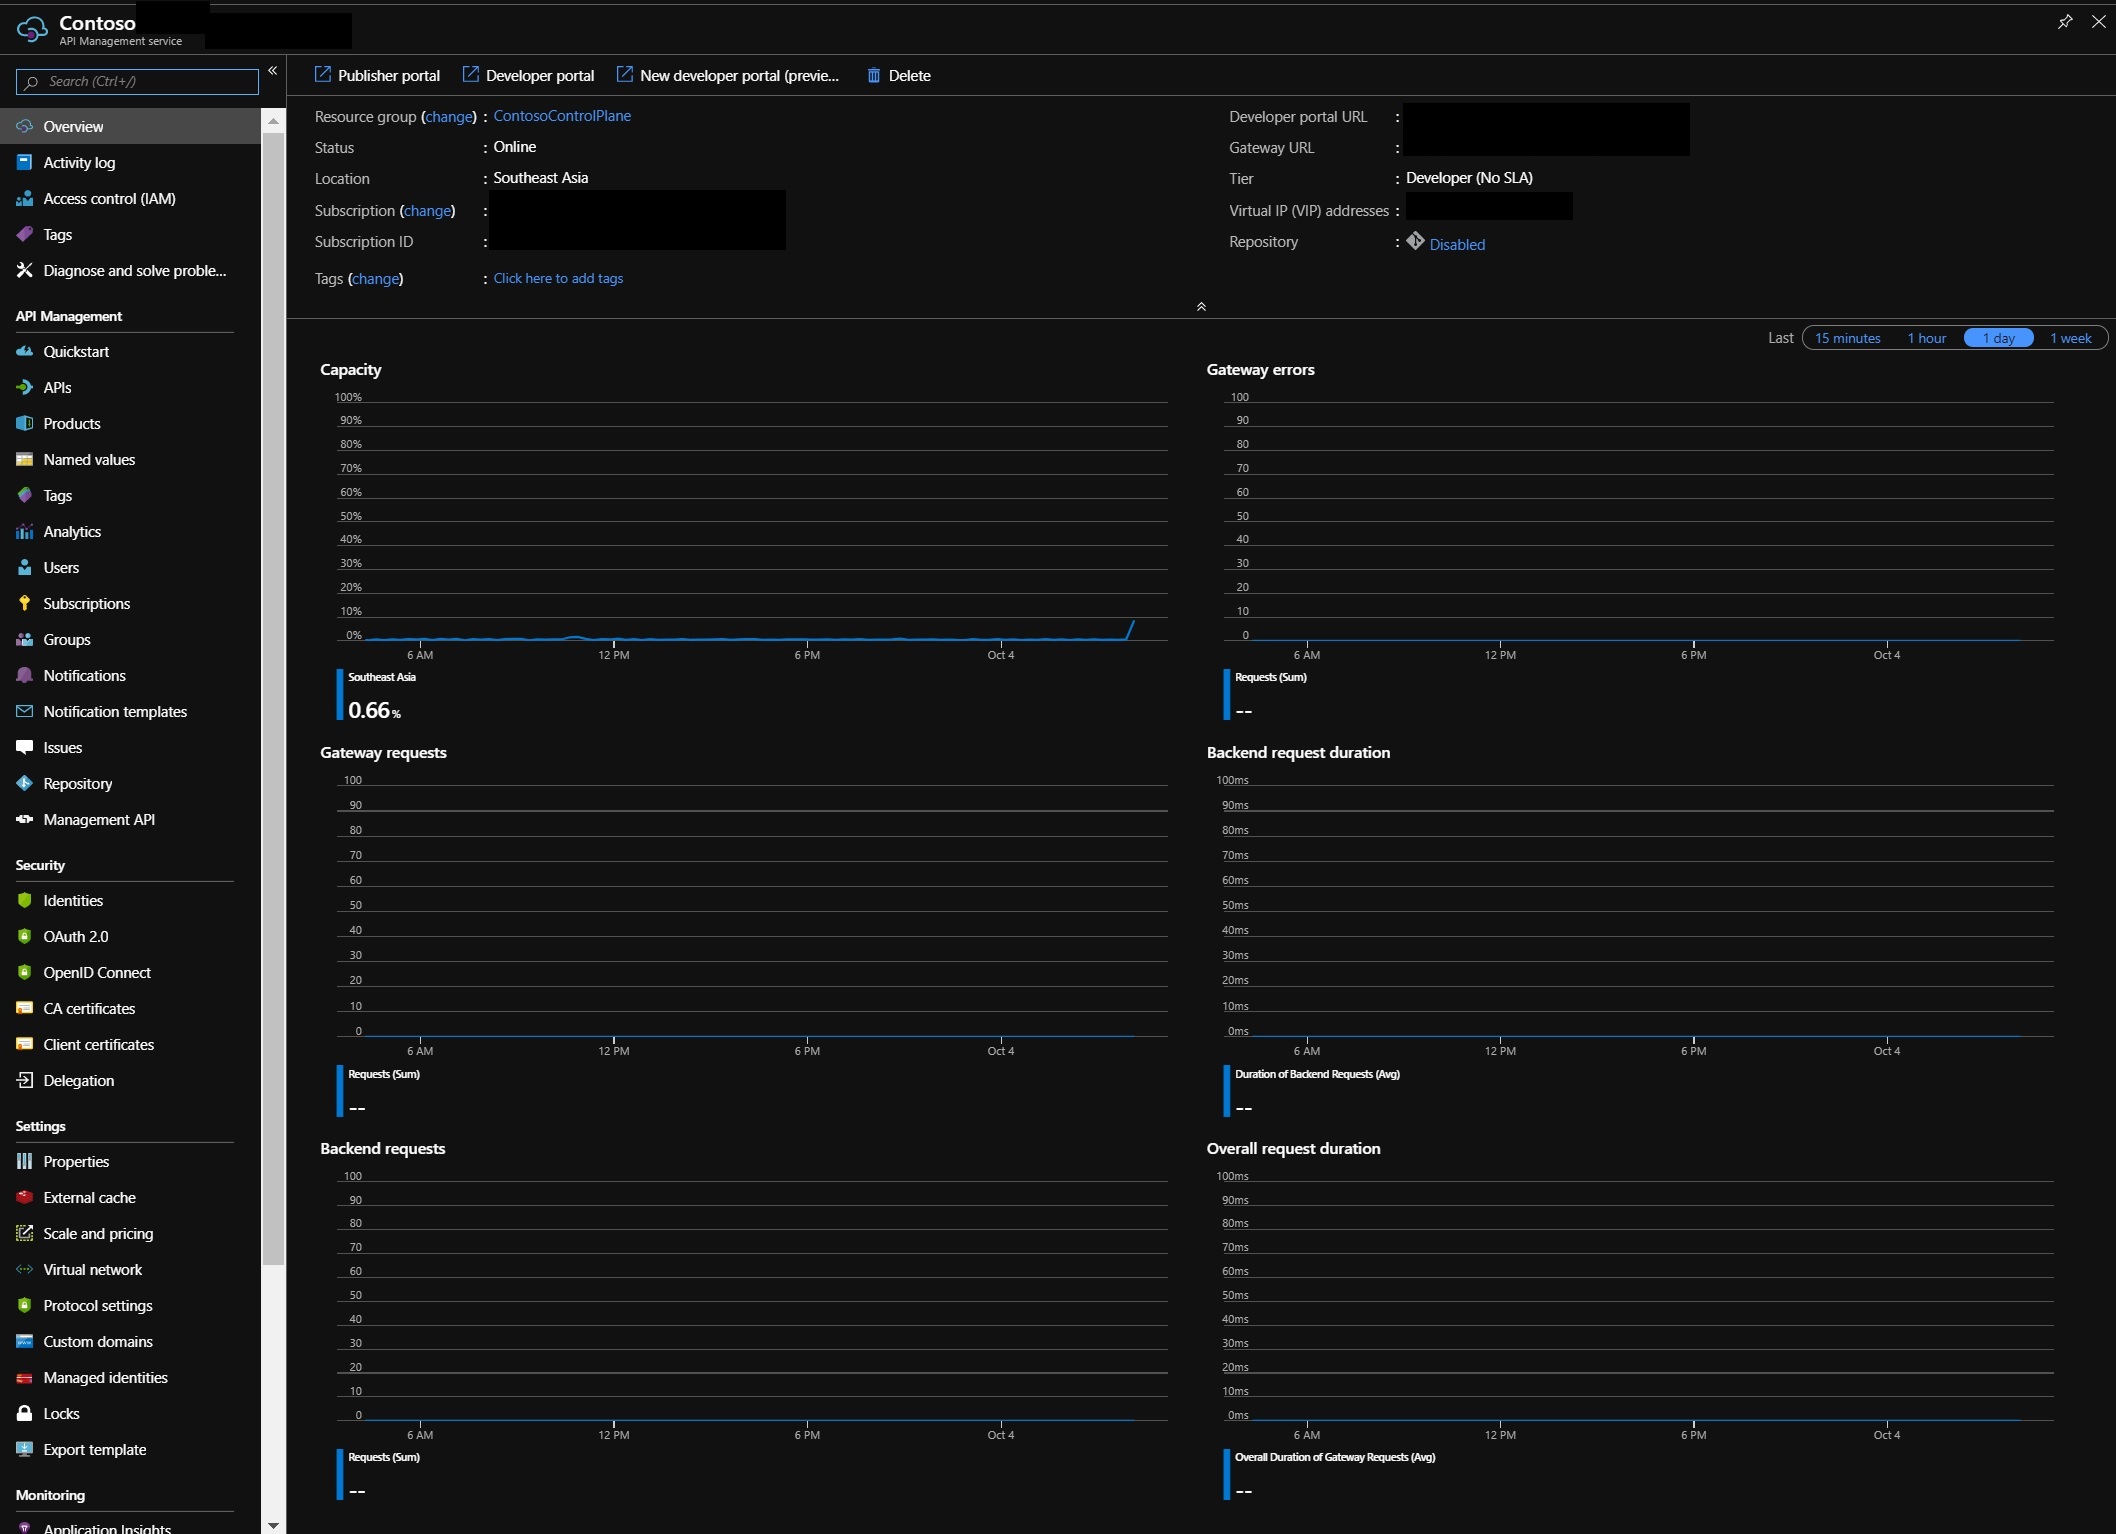 Contoso
API Management service
Search (Ctrl+/)
«
Overview
Activity log
Access control (IAM)
Tags
Diagnose and solve proble...
API Management
Quickstart
APIs
Products
Named values
Tags
Analytics
Users
Subscriptions
Groups
Notifications
Notification templates
Issues
Repository
Management API
Security
Identities
OAuth 2.0
OpenID Connect
CA certificates
Client certificates
Delegation
Settings
Properties
External cache
Scale and pricing
Virtual network
Protocol settings
Custom domains
Managed identities
Locks
Export template
Monitoring
Application Insights
Publisher portal Developer portal New developer portal (previe... Delete
Resource group (change) : ContosoControlPlane
Status : Online
Location : Southeast Asia
Subscription (change) :
Subscription ID :
Tags (change) : Click here to add tags
Developer portal URL :
Gateway URL :
Tier : Developer (No SLA)
Virtual IP (VIP) addresses :
Repository : Disabled
Last 15 minutes 1 hour 1 day 1 week
Capacity
100%
90%
80%
70%
60%
50%
40%
30%
20%
10%
0%
6 AM 12 PM 6 PM Oct 4
Southeast Asia
0.66 %
Gateway errors
100
90
80
70
60
50
40
30
20
10
0
6 AM 12 PM 6 PM Oct 4
Requests (Sum)
--
Gateway requests
100
90
80
70
60
50
40
30
20
10
0
6 AM 12 PM 6 PM Oct 4
Requests (Sum)
--
Backend request duration
100ms
90ms
80ms
70ms
60ms
50ms
40ms
30ms
20ms
10ms
0ms
6 AM 12 PM 6 PM Oct 4
Duration of Backend Requests (Avg)
--
Backend requests
100
90
80
70
60
50
40
30
20
10
0
6 AM 12 PM 6 PM Oct 4
Requests (Sum)
--
Overall request duration
100ms
90ms
80ms
70ms
60ms
50ms
40ms
30ms
20ms
10ms
0ms
6 AM 12 PM 6 PM Oct 4
Overall Duration of Gateway Requests (Avg)
--